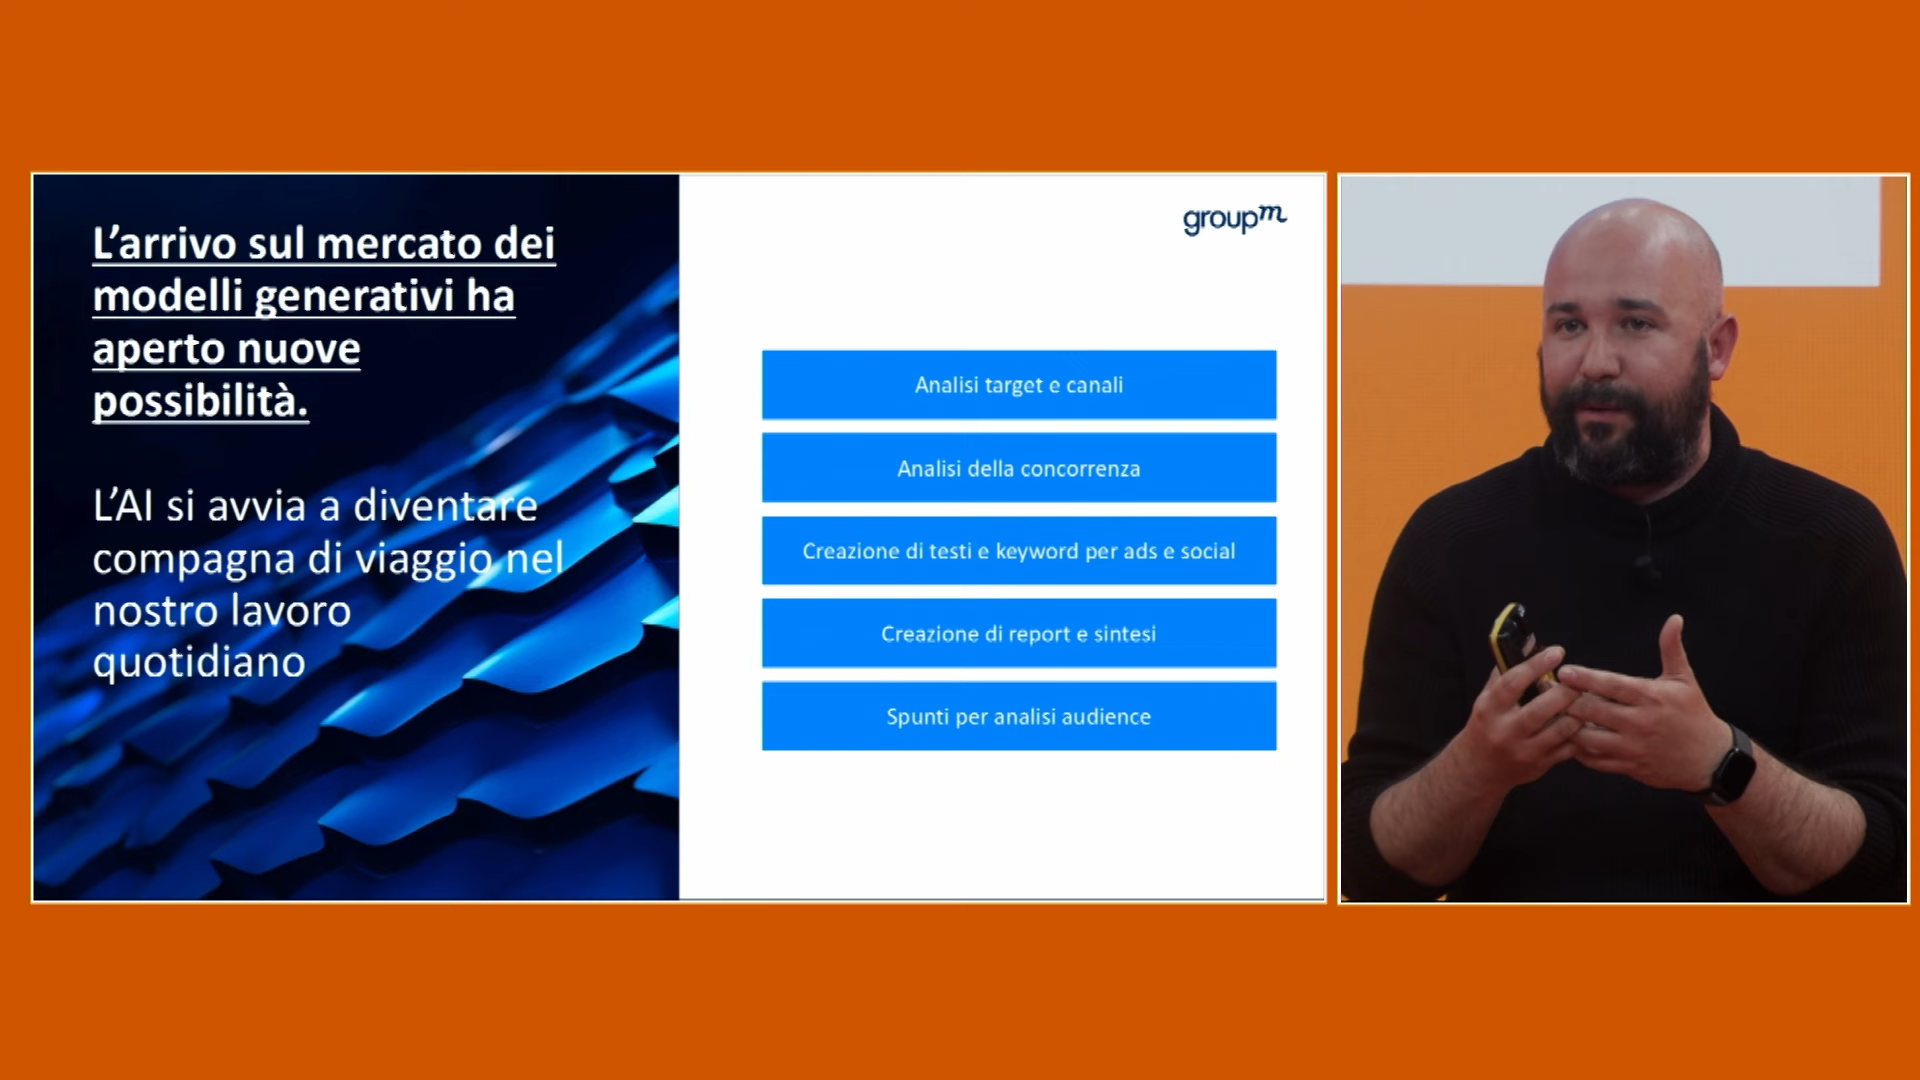 L’arrivo sul mercato dei
modelli generativi ha
aperto nuove
possibilità.
L’AI si avvia a diventare
compagna di viaggio nel
nostro lavoro
quotidiano
groupm
Analisi target e canali
Analisi della concorrenza
Creazione di testi e keyword per ads e social
Creazione di report e sintesi
Spunti per analisi audience